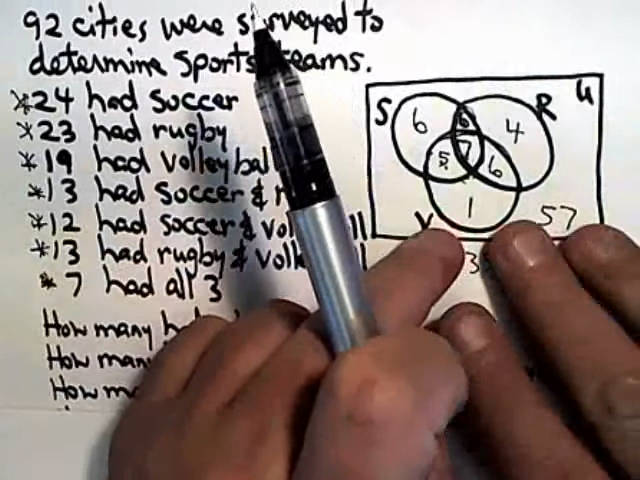 92 cities were surveyed to
determine sports teams.
*24 had soccer
*23 had rugby
*19 had volleyball
*13 had soccer &
*12 had soccer &
*13 had rugby &
*7 had all 3
How many
How many
How
S R U
6 6 4
5 7 6
1
V 57
3